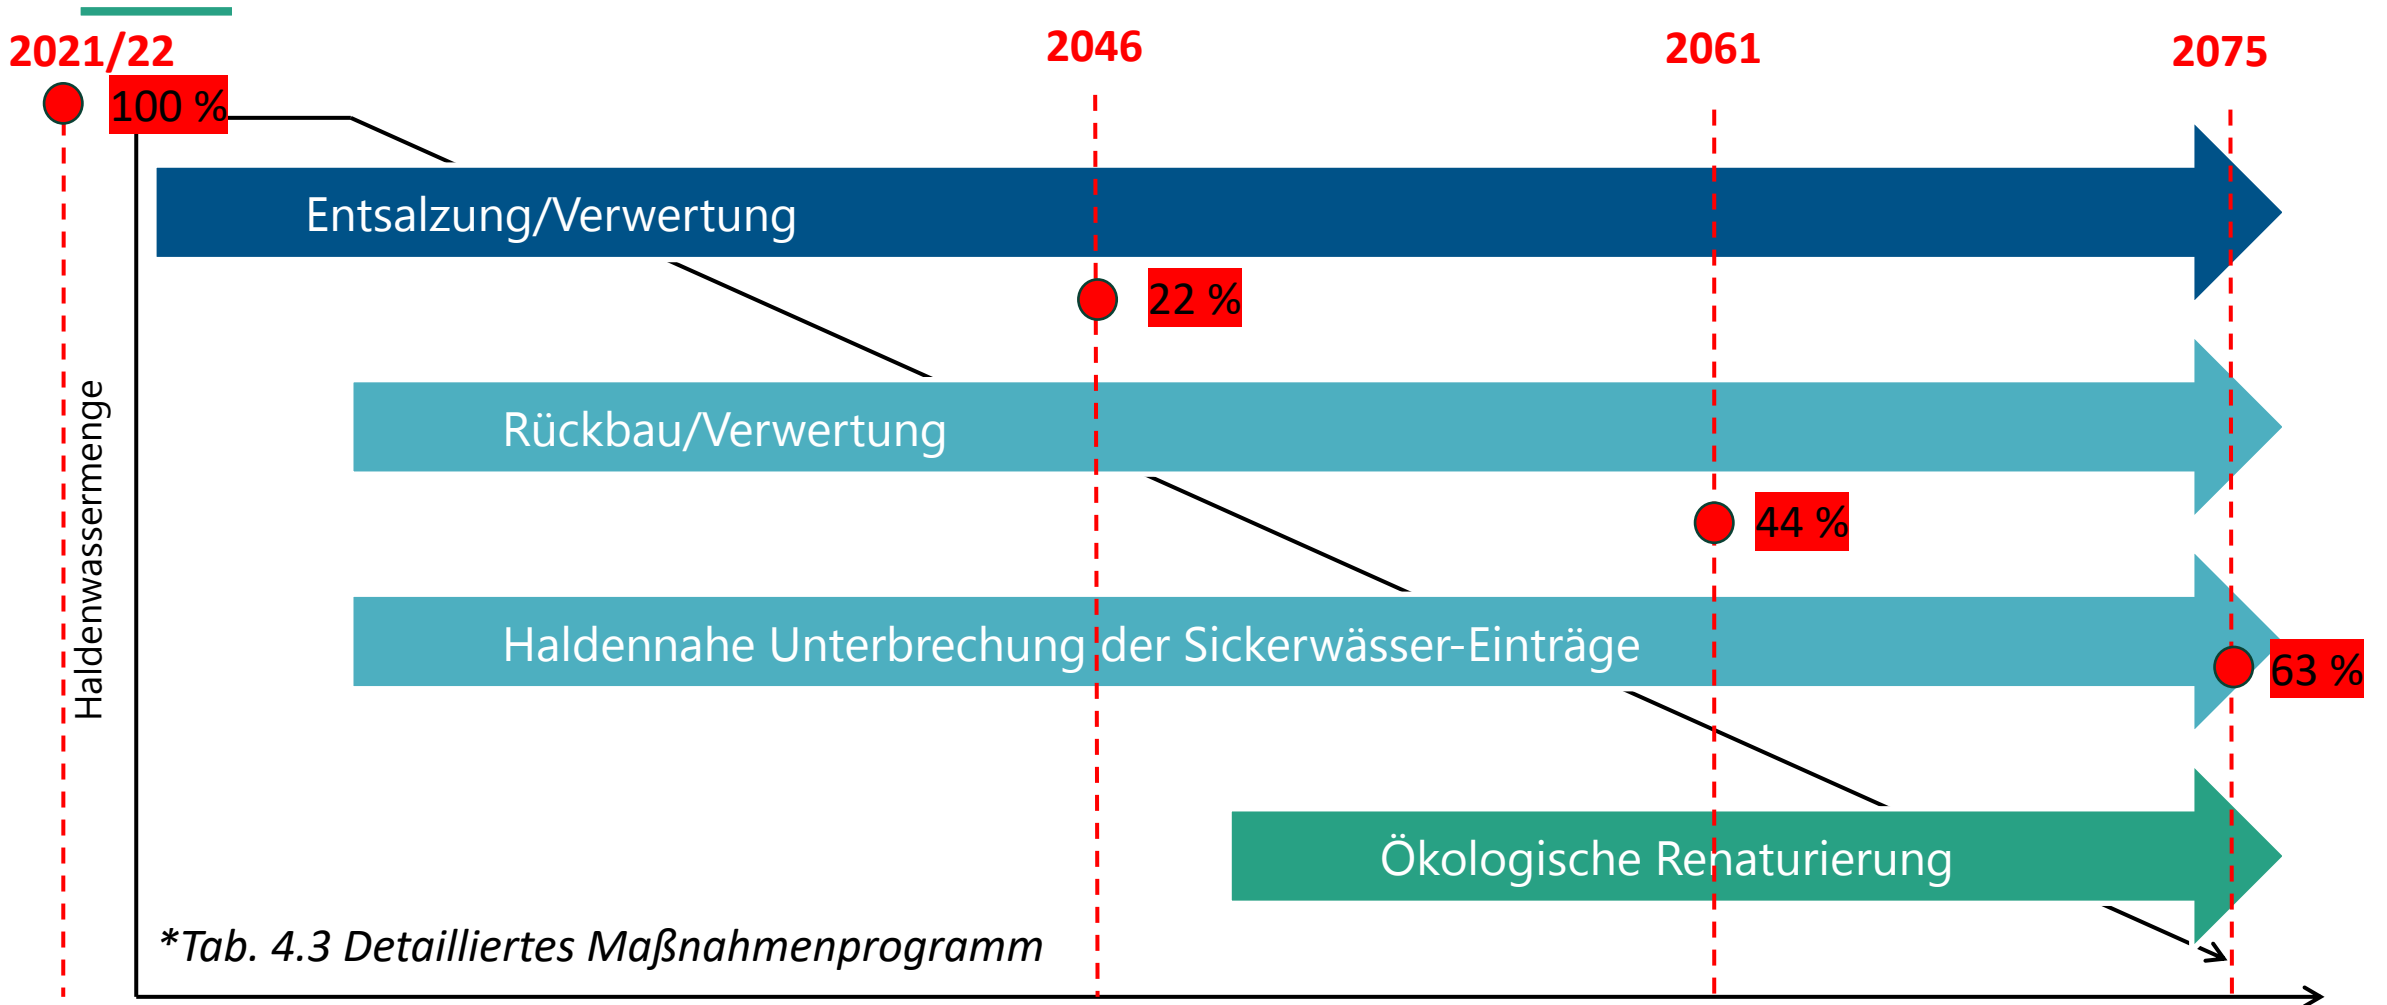 2021/22
2046
2061
2075
100 %
Entsalzung/Verwertung
22 %
Haldenwassermenge
Rückbau/Verwertung
44 %
Haldennahe Unterbrechung der Sickerwässer-Einträge
63 %
Ökologische Renaturierung
*Tab. 4.3 Detailliertes Maßnahmenprogramm